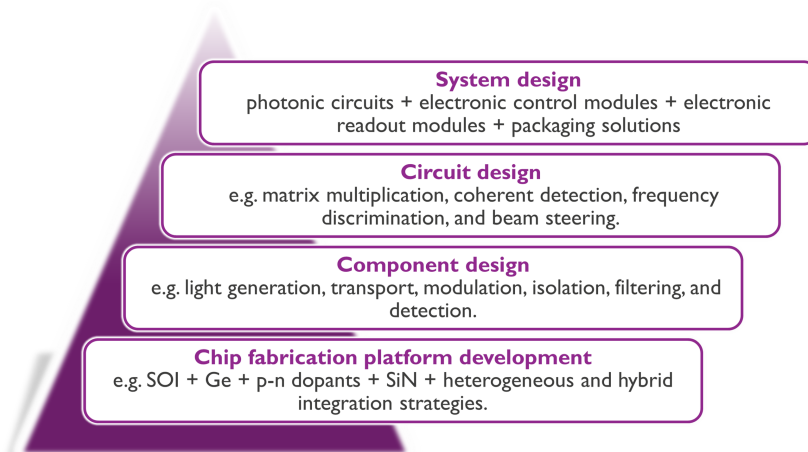 System design
photonic circuits + electronic control modules + electronic
readout modules + packaging solutions
Circuit design
e.g. matrix multiplication, coherent detection, frequency
discrimination, and beam steering.
Component design
e.g. light generation, transport, modulation, isolation, filtering, and
detection.
Chip fabrication platform development
e.g. SOI + Ge + p-n dopants + SiN + heterogeneous and hybrid
integration strategies.